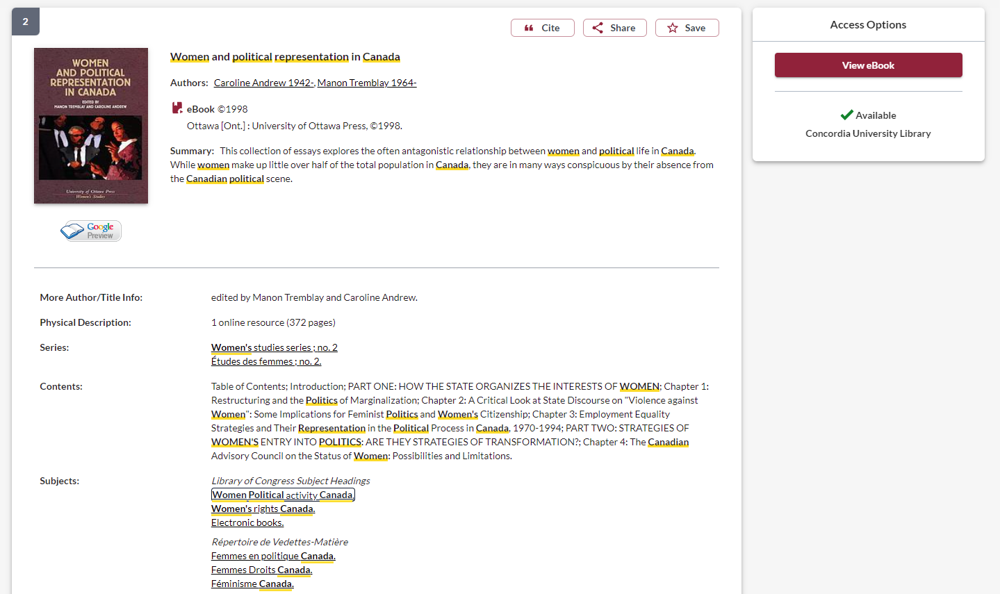 2
Cite
Share
Save
Access Options
WOMEN
AND POLITICAL
REPRESENTATION
IN CANADA
EDITED BY
MANON TREMBLAY AND CAROLINE ANDREW
University of Ottawa Press
Women's Studies
Women and political representation in Canada
Authors: Caroline Andrew 1942-, Manon Tremblay 1964-
eBook ©1998
Ottawa [Ont.] : University of Ottawa Press, ©1998.
Summary: This collection of essays explores the often antagonistic relationship between women and political life in Canada.
While women make up little over half of the total population in Canada, they are in many ways conspicuous by their absence from
the Canadian political scene.
View eBook
Available
Concordia University Library
Google
Preview
More Author/Title Info: edited by Manon Tremblay and Caroline Andrew.
Physical Description: 1 online resource (372 pages)
Series: Women's studies series ; no. 2
Études des femmes ; no. 2.
Contents: Table of Contents; Introduction; PART ONE: HOW THE STATE ORGANIZES THE INTERESTS OF WOMEN; Chapter 1:
Restructuring and the Politics of Marginalization; Chapter 2: A Critical Look at State Discourse on "Violence against
Women": Some Implications for Feminist Politics and Women's Citizenship; Chapter 3: Employment Equality
Strategies and Their Representation in the Political Process in Canada, 1970-1994; PART TWO: STRATEGIES OF
WOMEN'S ENTRY INTO POLITICS: ARE THEY STRATEGIES OF TRANSFORMATION?; Chapter 4: The Canadian
Advisory Council on the Status of Women: Possibilities and Limitations.
Subjects: Library of Congress Subject Headings
Women Political activity Canada.
Women's rights Canada.
Electronic books.
Répertoire de Vedettes-Matière
Femmes en politique Canada.
Femmes Droits Canada.
Féminisme Canada.